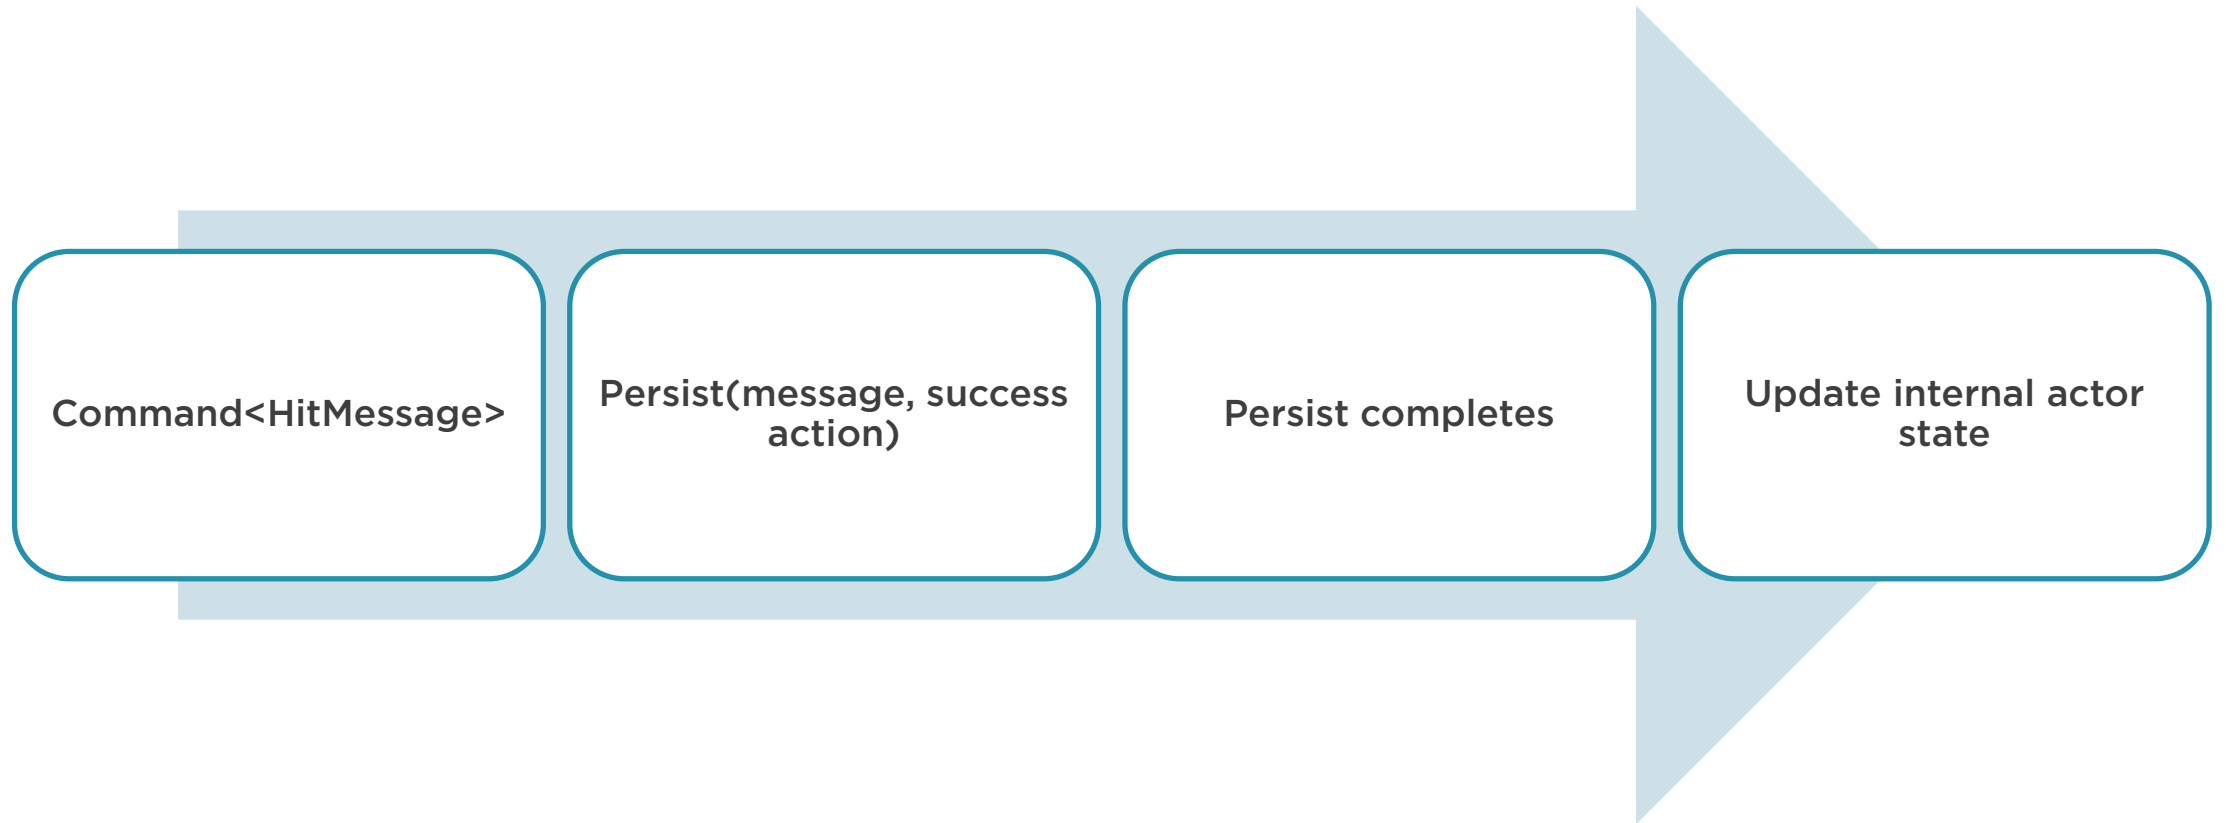 Command<HitMessage>
Persist(message, success
action)
Persist completes
Update internal actor
state